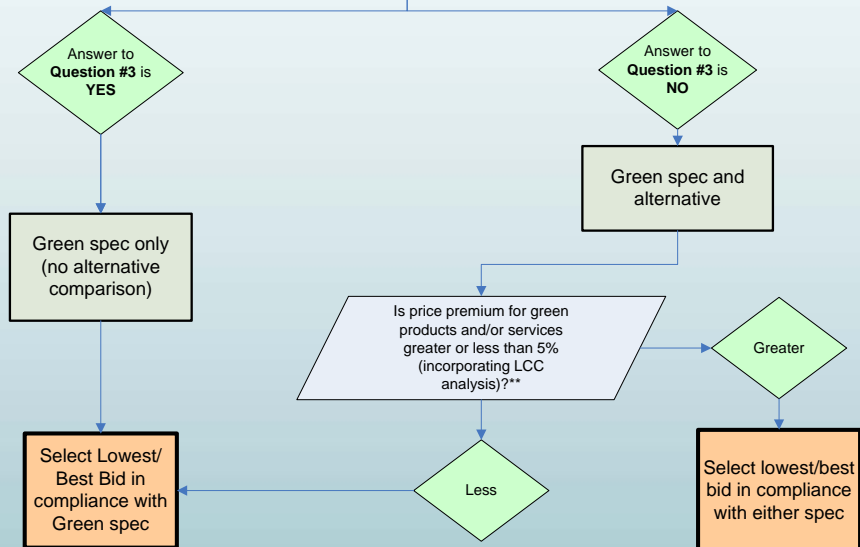 Answer to
Question #3 is
YES
Answer to
Question #3 is
NO
Green spec and
alternative
Green spec only
(no alternative
comparison)
Is price premium for green
products and/or services
greater or less than 5%
(incorporating LCC
analysis)?**
Greater
Select Lowest/
Best Bid in
compliance with
Green spec
Less
Select lowest/best
bid in compliance
with either spec